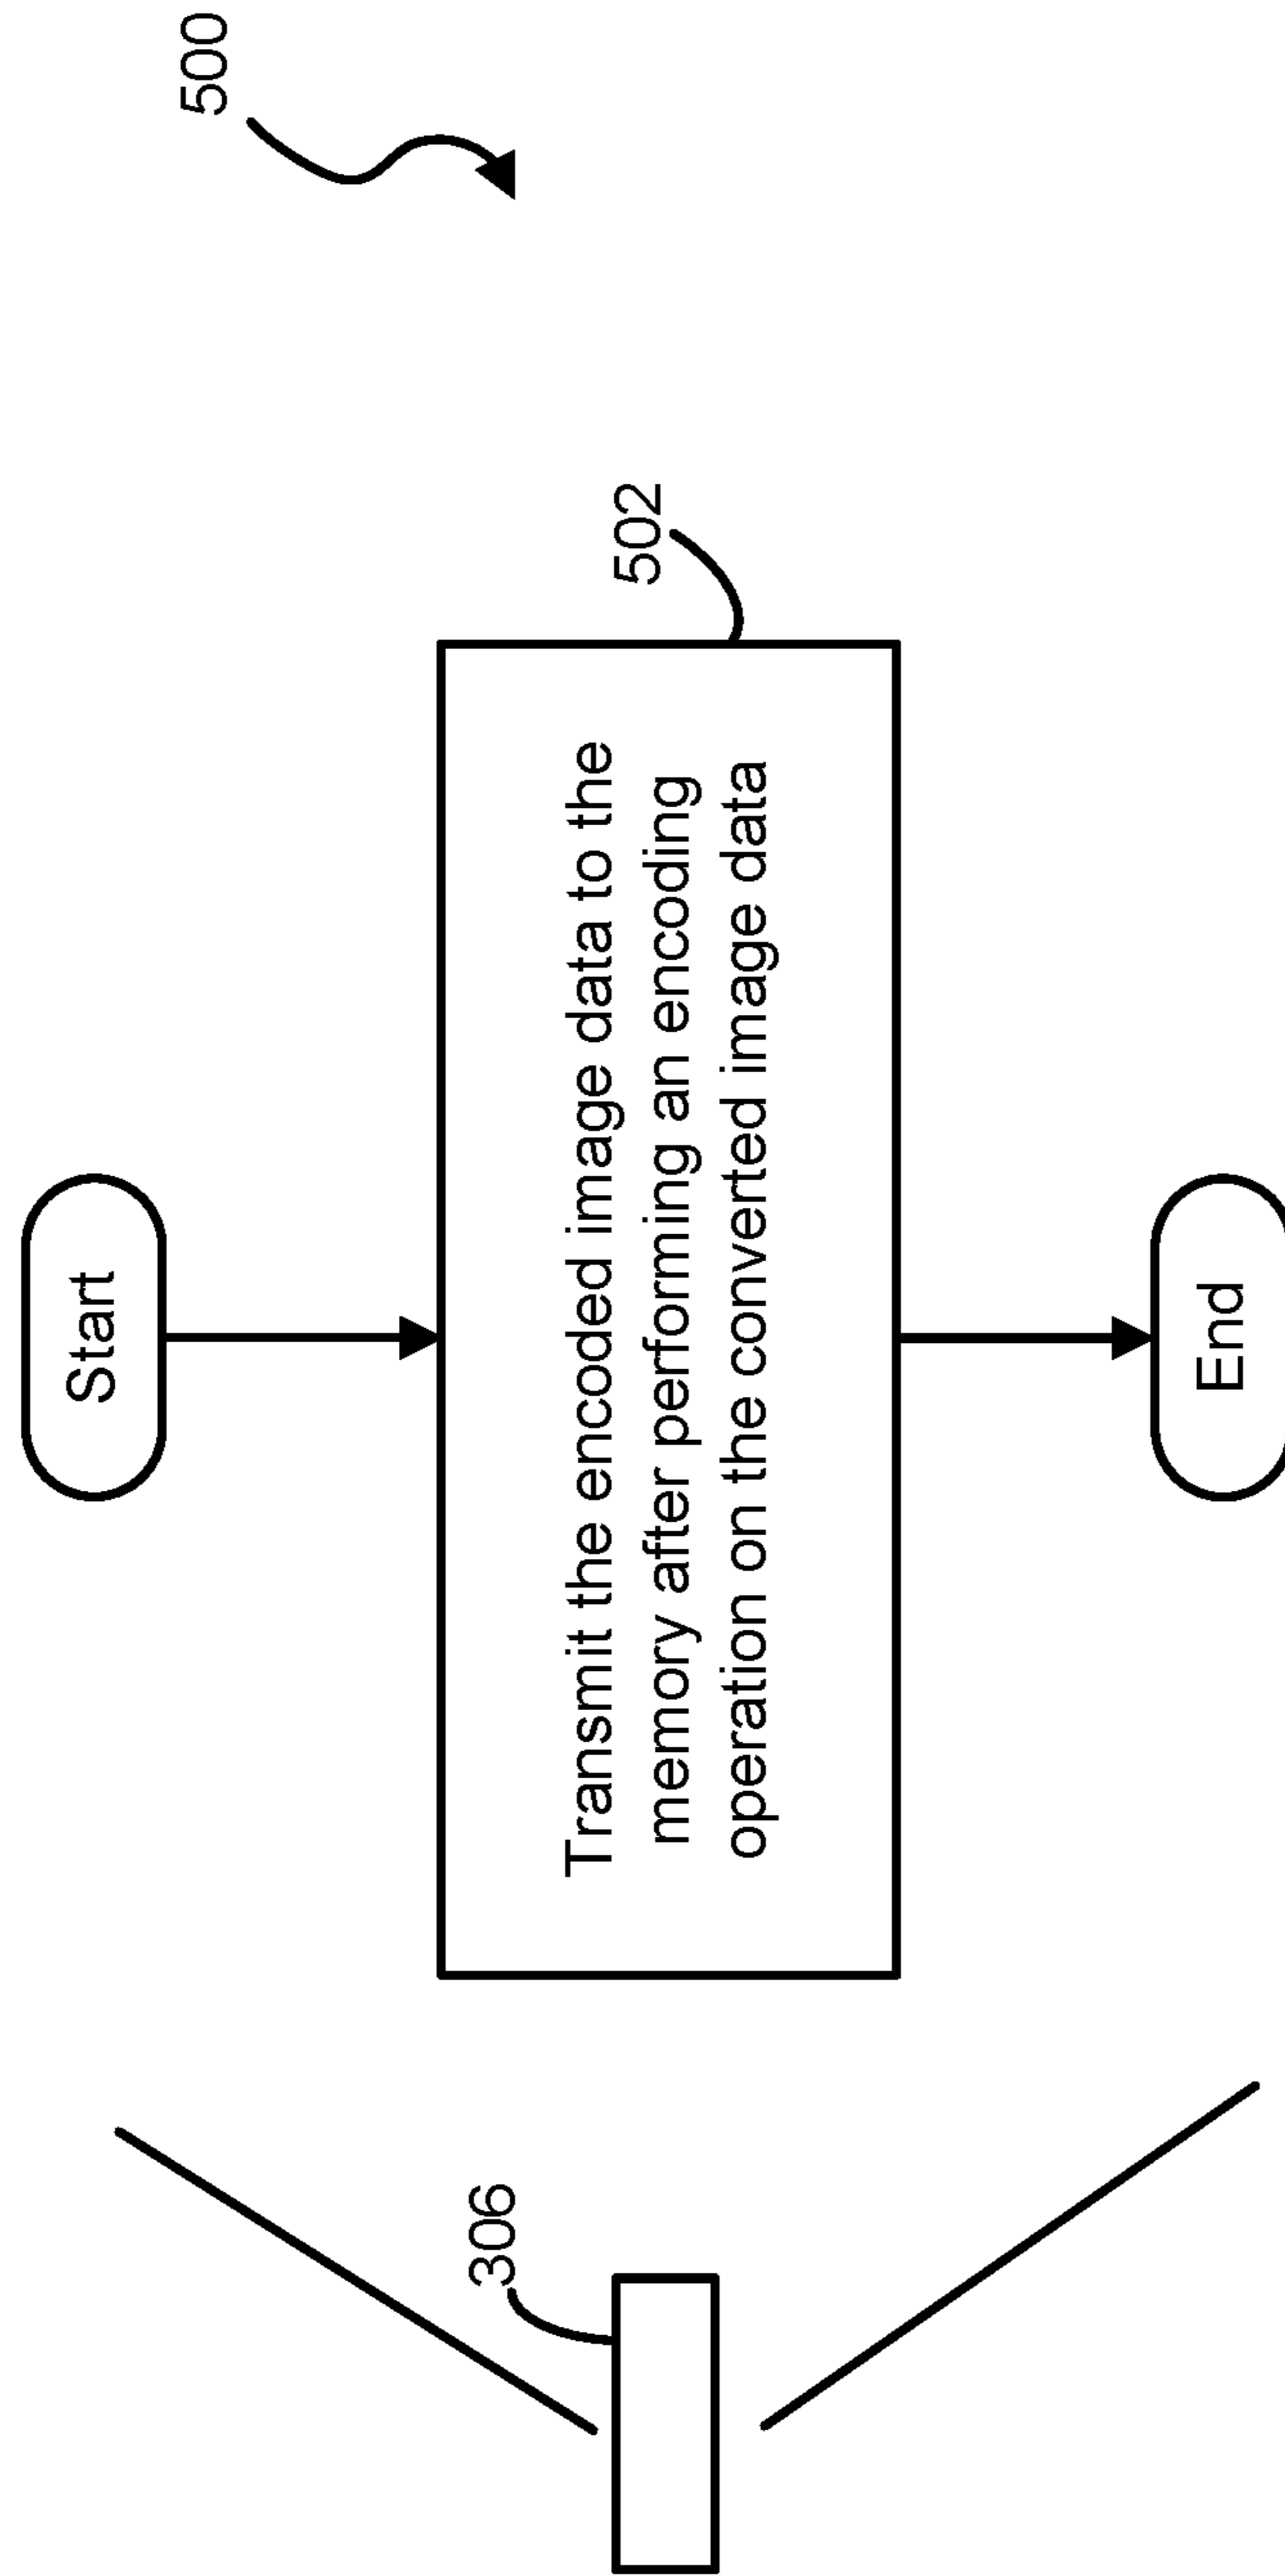 500
Start
502
Transmit the encoded image data to the
memory after performing an encoding
operation on the converted image data
306
End